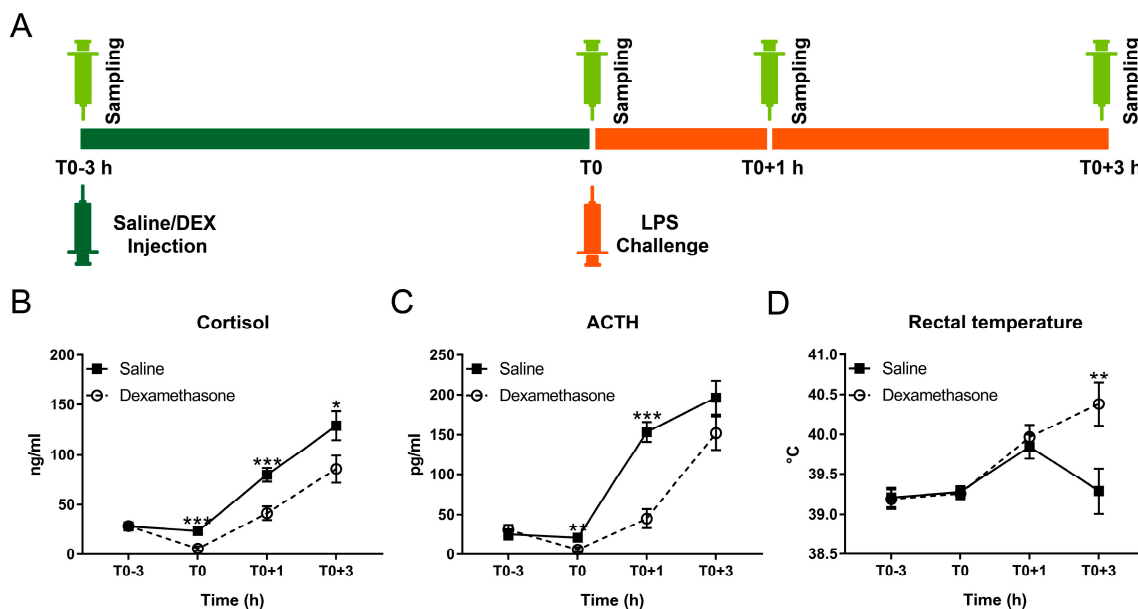 A
Sampling
Sampling
Sampling
Sampling
T0-3 h
T0
T0+1 h
T0+3 h
Saline/DEX
Injection
LPS
Challenge
B
Cortisol
200
150
100
50
0
ng/ml
Saline
Dexamethasone
***
***
*
T0-3
T0
T0+1
T0+3
Time (h)
C
ACTH
250
200
150
100
50
0
pg/ml
Saline
Dexamethasone
**
***
T0-3
T0
T0+1
T0+3
Time (h)
D
Rectal temperature
41.0
40.5
40.0
39.5
39.0
38.5
°C
Saline
Dexamethasone
**
T0-3
T0
T0+1
T0+3
Time (h)